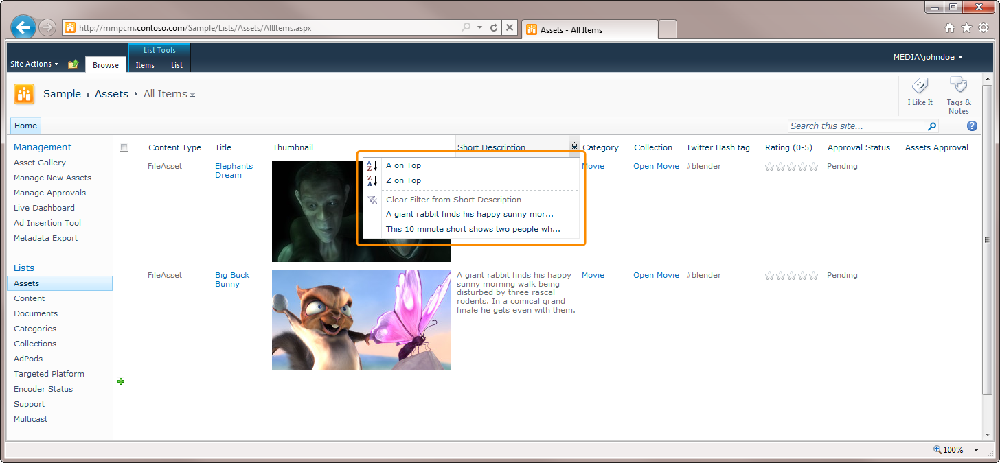 http://mmpcm.contoso.com/Sample/Lists/Assets/AllItems.aspx
Assets - All Items
List Tools
Site Actions
Browse
Items
List
MEDIA\johndoe
Sample
Assets
All Items
I Like It
Tags &
Notes
Home
Search this site...
Management
Asset Gallery
Manage New Assets
Manage Approvals
Live Dashboard
Ad Insertion Tool
Metadata Export
Lists
Assets
Content
Documents
Categories
Collections
AdPods
Targeted Platform
Encoder Status
Support
Multicast
Content Type
Title
Thumbnail
Short Description
Category
Collection
Twitter Hash tag
Rating (0-5)
Approval Status
Assets Approval
FileAsset
Elephants
Dream
Movie
Open Movie
#blender
Pending
A on Top
Z on Top
Clear Filter from Short Description
A giant rabbit finds his happy sunny mor...
This 10 minute short shows two people wh...
FileAsset
Big Buck
Bunny
A giant rabbit finds his happy
sunny morning walk being
disturbed by three rascal
rodents. In a comical grand
finale he gets even with them.
Movie
Open Movie
#blender
Pending
100%